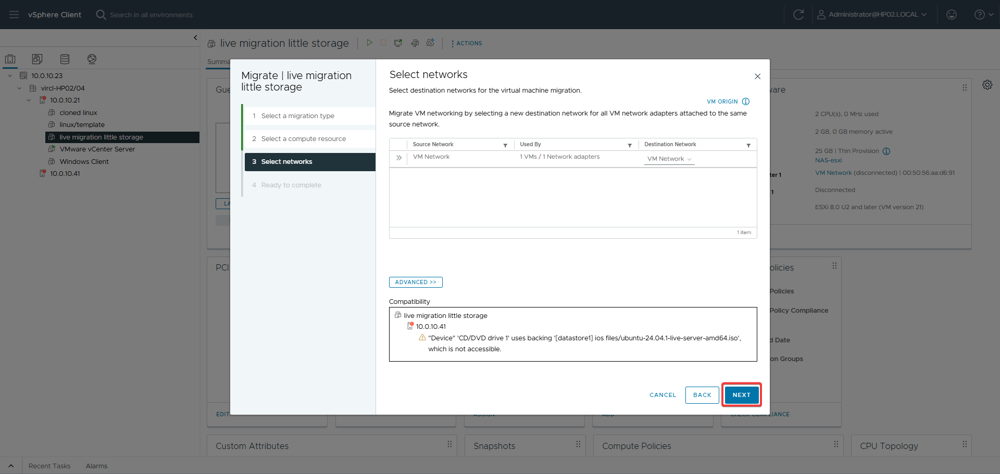 vSphere Client
Search in all environments
Administrator@HP02.LOCAL
live migration little storage
ACTIONS
10.0.10.23
vircl-HP02/04
10.0.10.21
cloned linux
linux/template
live migration little storage
VMware vCenter Server
Windows Client
10.0.10.41
Summa
Gue
LA
PCI
EDIT
Migrate | live migration
little storage
1 Select a migration type
2 Select a compute resource
3 Select networks
4 Ready to complete
Select networks
Select destination networks for the virtual machine migration.
VM ORIGIN
Migrate VM networking by selecting a new destination network for all VM network adapters attached to the same
source network.
Source Network Used By Destination Network
VM Network 1 VMs / 1 Network adapters VM Network
1 item
ADVANCED >>
Compatibility
live migration little storage
10.0.10.41
"Device" 'CD/DVD drive 1' uses backing '[datastore1] ios files/ubuntu-24.04.1-live-server-amd64.iso',
which is not accessible.
CANCEL BACK NEXT
ware
2 CPU(s), 0 MHz used
2 GB, 0 GB memory active
25 GB | Thin Provision
NAS-esxi
ter 1 VM Network (disconnected) | 00:50:56:aa:d6:91
1 Disconnected
ESXi 8.0 U2 and later (VM version 21)
olicies
Policies
Policy Compliance
d Date
on Groups
ASSIGN
ADD
CHECK COMPLIANCE
Custom Attributes
Snapshots
Compute Policies
CPU Topology
Recent Tasks Alarms